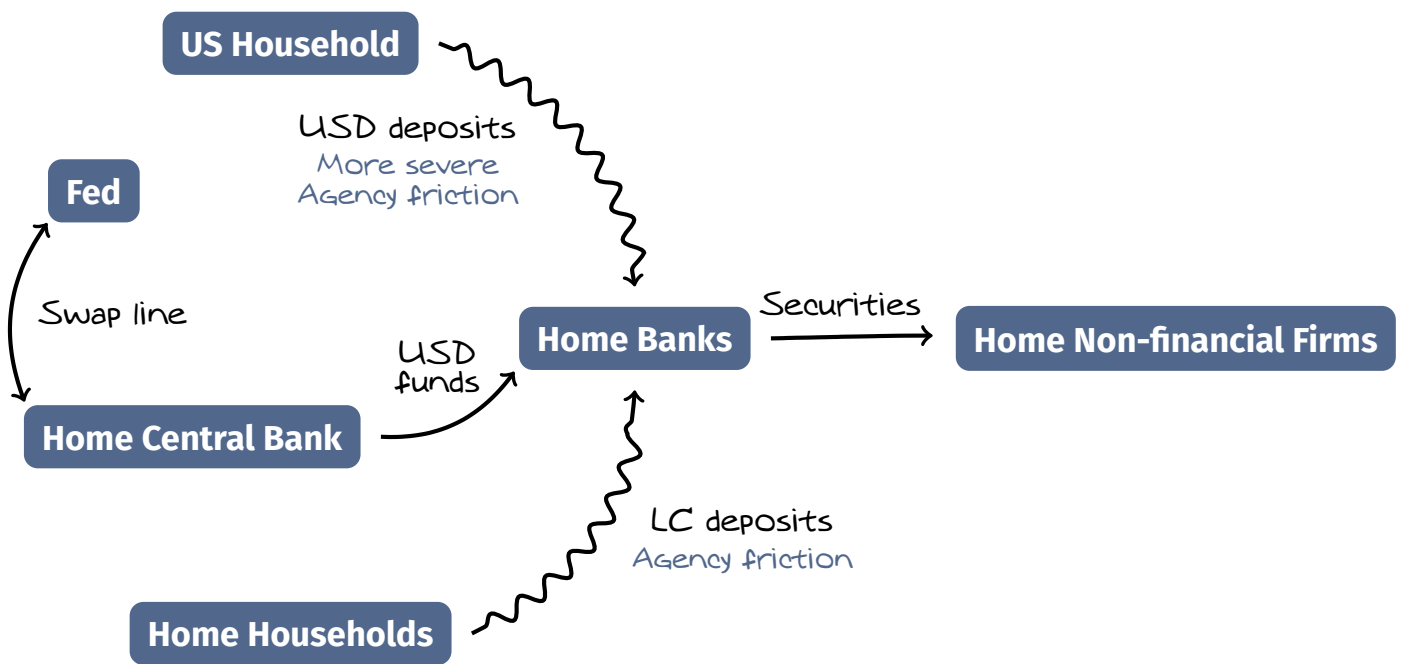 US Household
USD deposits
More severe
Agency friction
Fed
Swap line
USD
funds
Home Banks
Securities
Home Non-financial Firms
Home Central Bank
LC deposits
Agency friction
Home Households